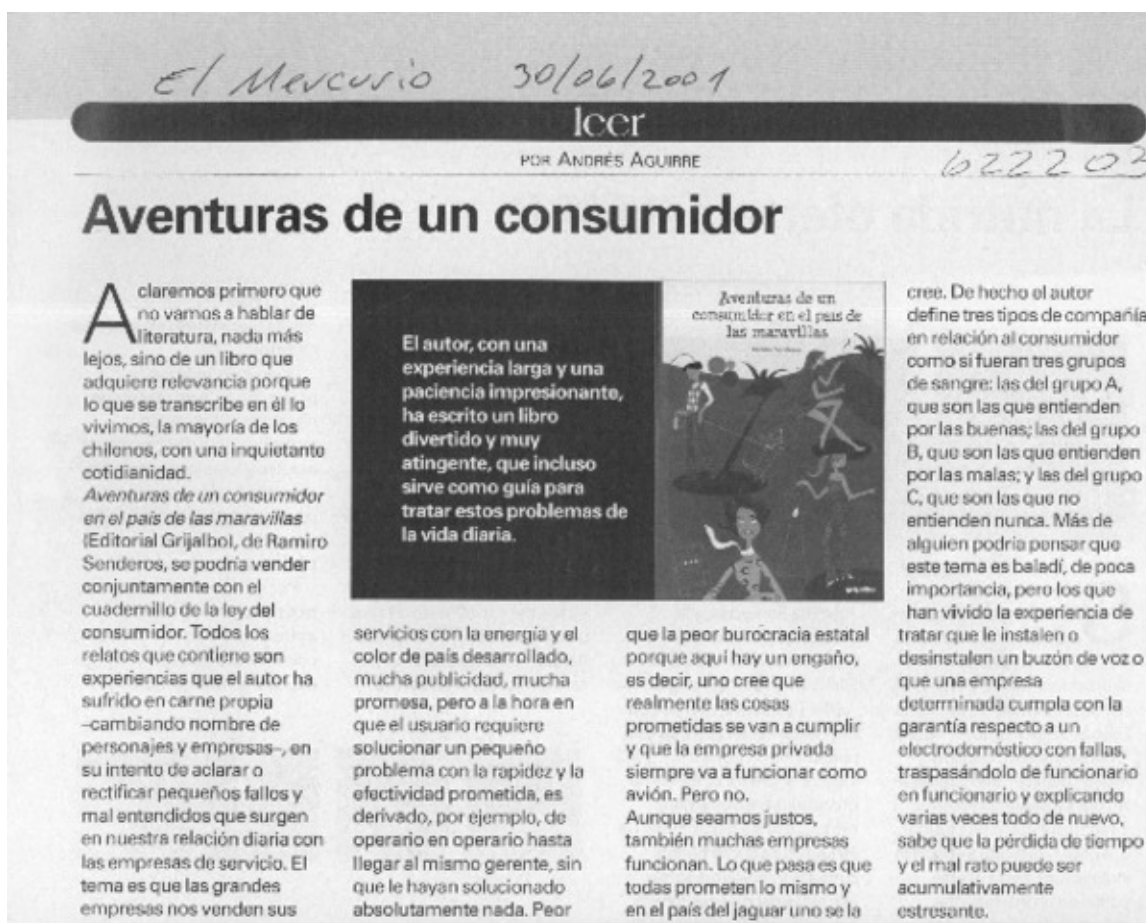 El Mercurio 30/06/2001
leer
POR ANDRÉS AGUIRRE
622203
Aventuras de un consumidor
Aclaremos primero que
no vamos a hablar de
literatura, nada más
lejos, sino de un libro que
adquiere relevancia porque
lo que se transcribe en él lo
vivimos, la mayoría de los
chilenos, con una inquietante
cotidianidad.
Aventuras de un consumidor
en el país de las maravillas
(Editorial Grijalbo), de Ramiro
Senderos, se podría vender
conjuntamente con el
cuadernillo de la ley del
consumidor. Todos los
relatos que contiene son
experiencias que el autor ha
sufrido en carne propia
–cambiando nombre de
personajes y empresas–, en
su intento de aclarar o
rectificar pequeños fallos y
mal entendidos que surgen
en nuestra relación diaria con
las empresas de servicio. El
tema es que las grandes
empresas nos venden sus
El autor, con una
experiencia larga y una
paciencia impresionante,
ha escrito un libro
divertido y muy
atingente, que incluso
sirve como guía para
tratar estos problemas de
la vida diaria.
Aventuras de un
consumidor en el país de
las maravillas
servicios con la energía y el
color de país desarrollado,
mucha publicidad, mucha
promesa, pero a la hora en
que el usuario requiere
solucionar un pequeño
problema con la rapidez y la
efectividad prometida, es
derivado, por ejemplo, de
operario en operario hasta
llegar al mismo gerente, sin
que le hayan solucionado
absolutamente nada. Peor
que la peor burocracia estatal
porque aquí hay un engaño,
es decir, uno cree que
realmente las cosas
prometidas se van a cumplir
y que la empresa privada
siempre va a funcionar como
avión. Pero no.
Aunque seamos justos,
también muchas empresas
funcionan. Lo que pasa es que
todas prometen lo mismo y
en el país del jaguar uno se la
cree. De hecho el autor
define tres tipos de compañía
en relación al consumidor
como si fueran tres grupos
de sangre: las del grupo A,
que son las que entienden
por las buenas; las del grupo
B, que son las que entienden
por las malas; y las del grupo
C, que son las que no
entienden nunca. Más de
alguien podría pensar que
este tema es baladí, de poca
importancia, pero los que
han vivido la experiencia de
tratar que le instalen o
desinstalen un buzón de voz o
que una empresa
determinada cumpla con la
garantía respecto a un
electrodoméstico con fallas,
traspasándolo de funcionario
en funcionario y explicando
varias veces todo de nuevo,
sabe que la pérdida de tiempo
y el mal rato puede ser
acumulativamente
estresante.